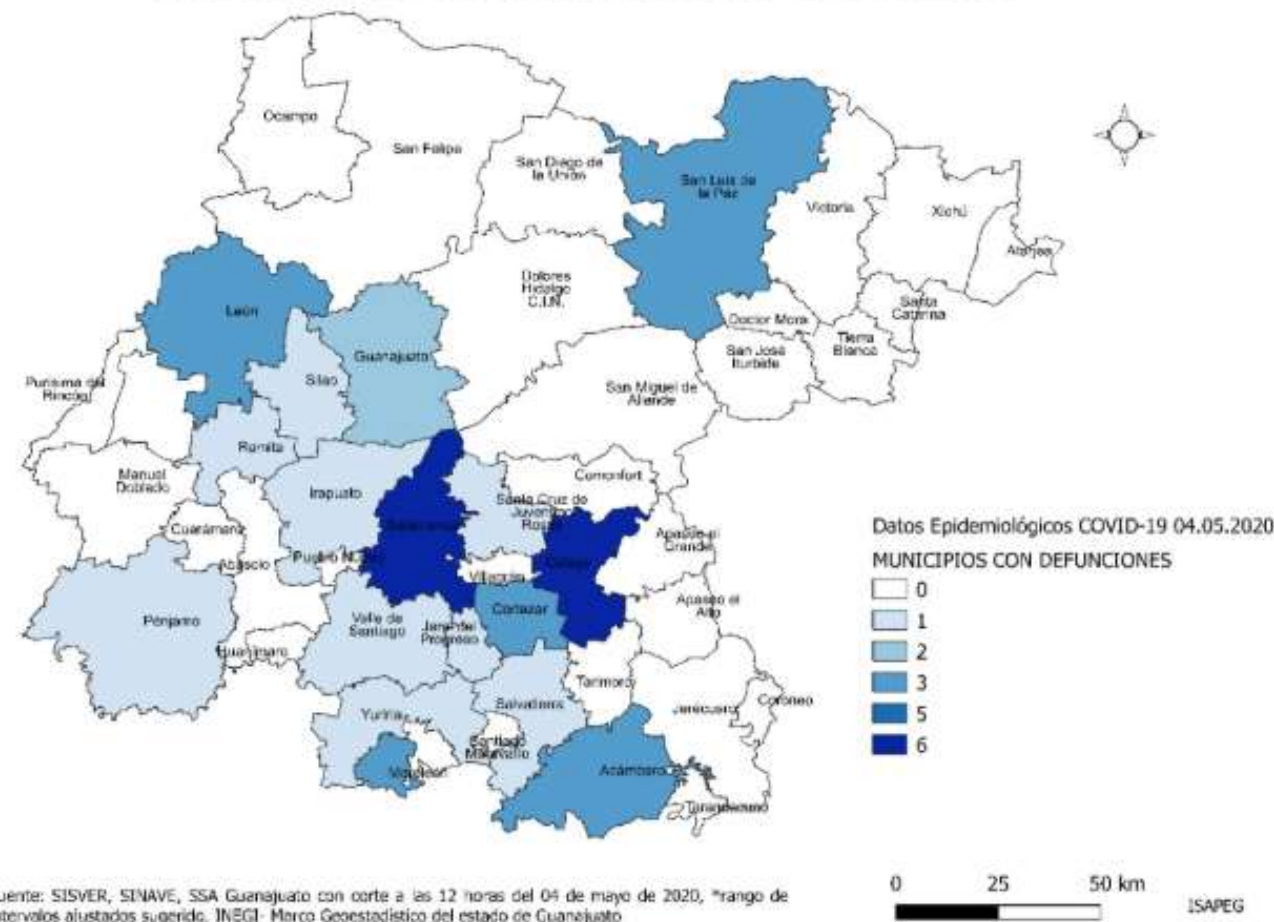 Ocampo
San Felipe
San Diego de
la Unión
San Luis de
la Paz
Victoria
Xichú
Atarjea
León
Dolores
Hidalgo
C.I.N.
Santa
Catarina
Doctor Mora
Tierra
Blanca
San José
Iturbide
Guanajuato
Silao
San Miguel de
Allende
Purísima del
Rincón
Romita
Manuel
Doblado
Irapuato
Comonfort
Santa Cruz de
Juventino
Rosas
Cuerámaro
Salamanca
Apaseo el
Grande
Abasolo
Pueblo Nuevo
Villagrán
Celaya
Pénjamo
Valle de
Santiago
Jaral del
Progreso
Cortazar
Apaseo el
Alto
Huanímaro
Tarimoro
Jerécuaro
Coroneo
Yuriria
Salvatierra
Santiago
Maravatío
Moroleón
Acámbaro
Tarandacuao
Datos Epidemiológicos COVID-19 04.05.2020
MUNICIPIOS CON DEFUNCIONES
0
1
2
3
5
6
uente: SISVER, SINAVE, SSA Guanajuato con corte a las 12 horas del 04 de mayo de 2020, *rango de
ntervalos ajustados sugerido. INEGI- Marco Geoestadístico del estado de Guanajuato
0 25 50 km
ISAPEG